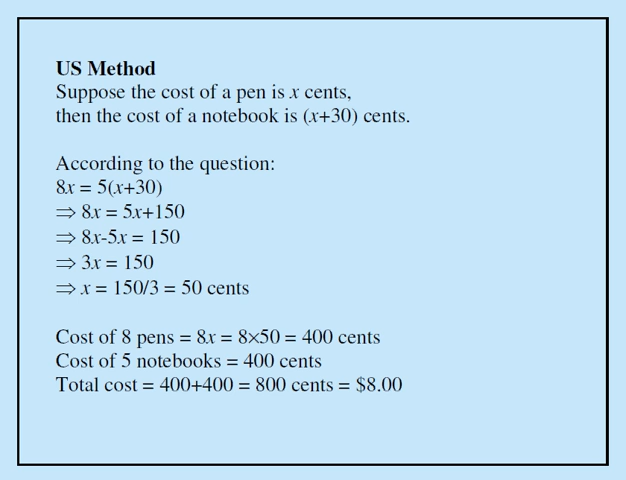 US Method
Suppose the cost of a pen is x cents,
then the cost of a notebook is (x+30) cents.
According to the question:
8x = 5(x+30)
⇒ 8x = 5x+150
⇒ 8x-5x = 150
⇒ 3x = 150
⇒ x = 150/3 = 50 cents
Cost of 8 pens = 8x = 8×50 = 400 cents
Cost of 5 notebooks = 400 cents
Total cost = 400+400 = 800 cents = $8.00